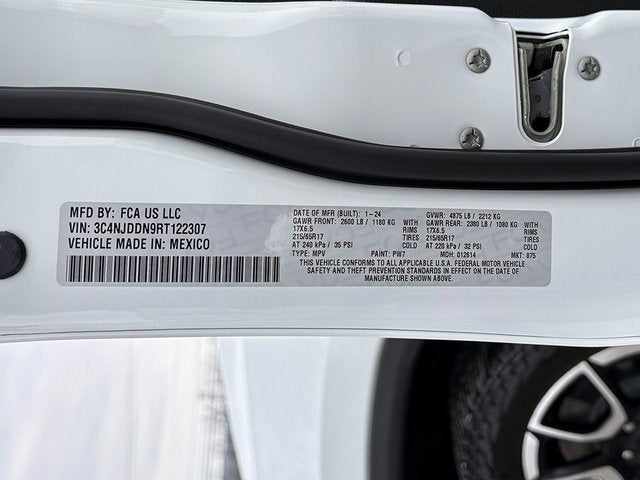 MFD BY: FCA US LLC
VIN: 3C4NJDDN9RT122307
VEHICLE MADE IN: MEXICO
DATE OF MFR (BUILT): 1-24
GAWR FRONT: 2600 LB / 1180 KG WITH
17X6.5 RIMS
215/65R17 TIRES
AT 240 kPa / 35 PSI COLD
TYPE: MPV PAINT: PW7
GVWR: 4875 LB / 2212 KG
GAWR REAR: 2380 LB / 1080 KG WITH
17X6.5 RIMS
215/65R17 TIRES
AT 220 kPa / 32 PSI COLD
MDH: 012614 MKT: 875
THIS VEHICLE CONFORMS TO ALL APPLICABLE U.S.A. FEDERAL MOTOR VEHICLE
SAFETY AND THEFT PREVENTION STANDARDS IN EFFECT ON THE DATE OF
MANUFACTURE SHOWN ABOVE.